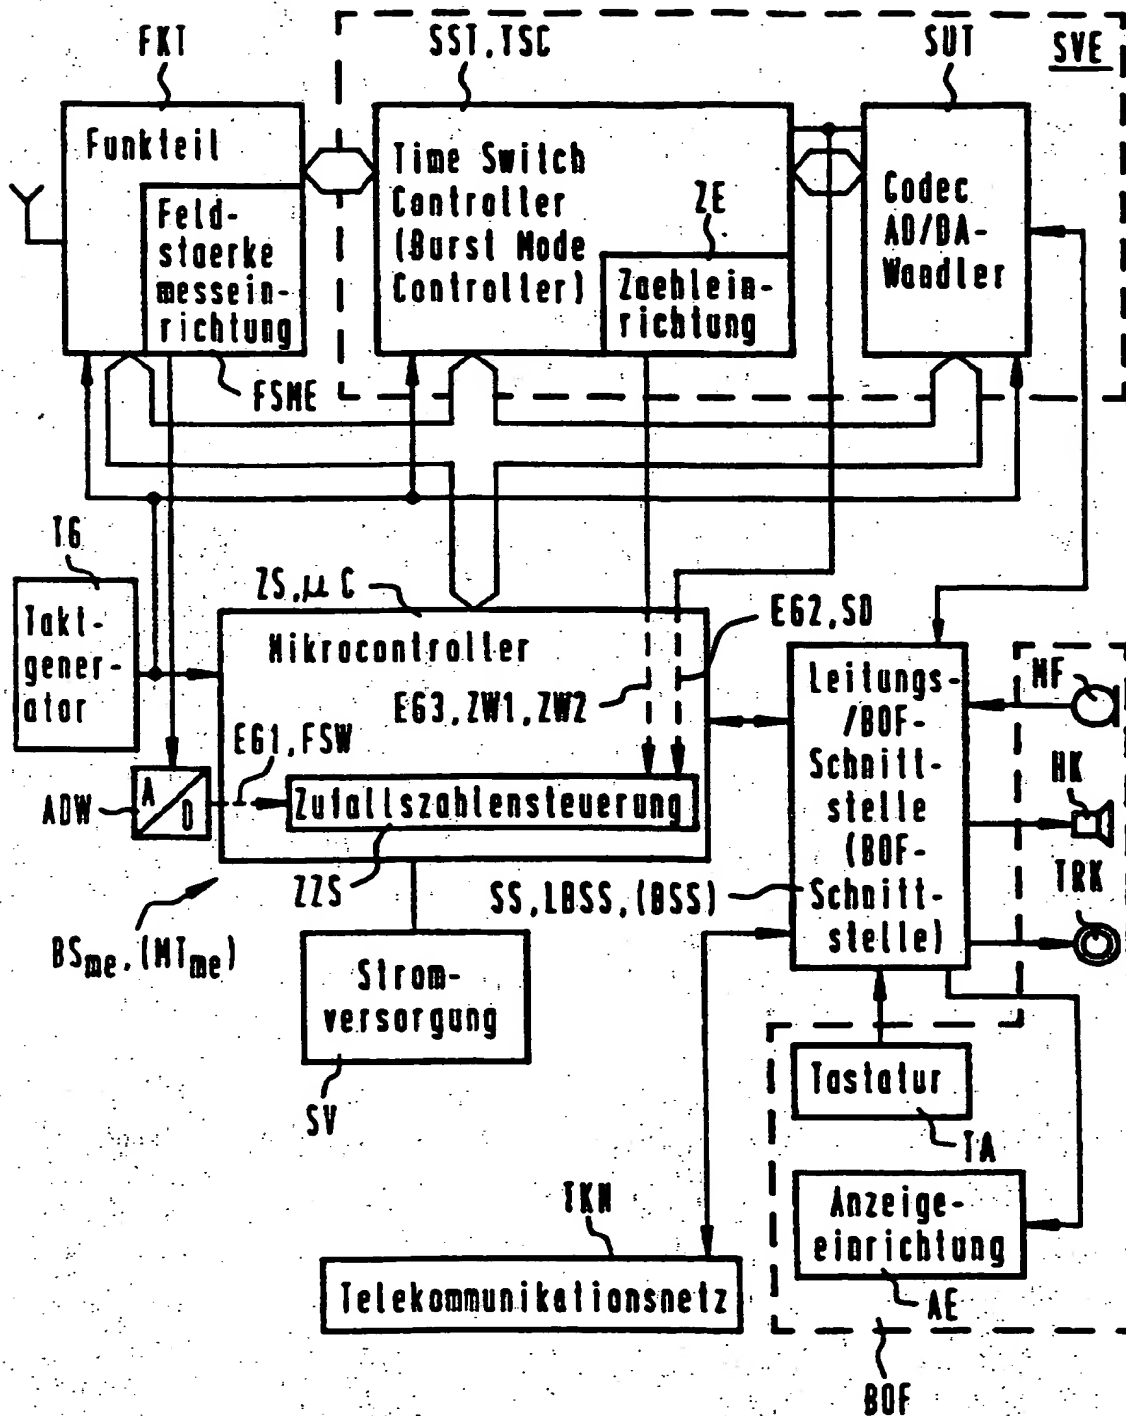 FKT
SST,TSC
SUT
SVE
Funkteil
Feld-
staerke
messein-
richtung
FSME
Time Switch
Controller
(Burst Mode
Controller)
ZE
Zaehlein-
richtung
Codec
AD/DA-
Wandler
TG
Takt-
gener-
ator
ZS,μC
Mikrocontroller
EG2,SD
EG3,ZW1,ZW2
EG1,FSW
ADW
A
D
Zufallszahlensteuerung
ZZS
BSme,(MTme)
Strom-
versorgung
SV
SS,LBSS,(BSS)
Leitungs-
/BOF-
Schnitt-
stelle
(BOF-
Schnitt-
stelle)
MF
HK
TRK
Tastatur
TA
Anzeige-
einrichtung
AE
BOF
TKN
Telekommunikationsnetz